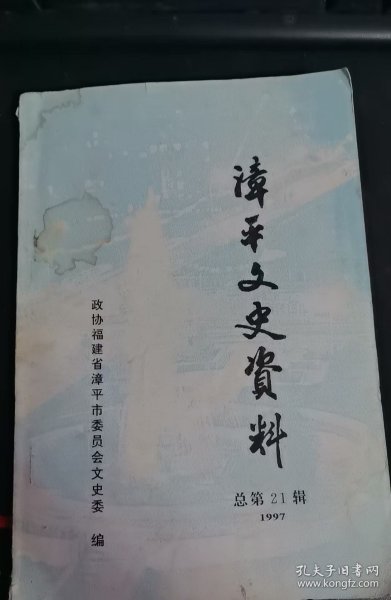 漳平文史資料
总第21辑
1997
政协福建省漳平市委员会文史委 编
孔夫子旧书网
www.kongfz.com